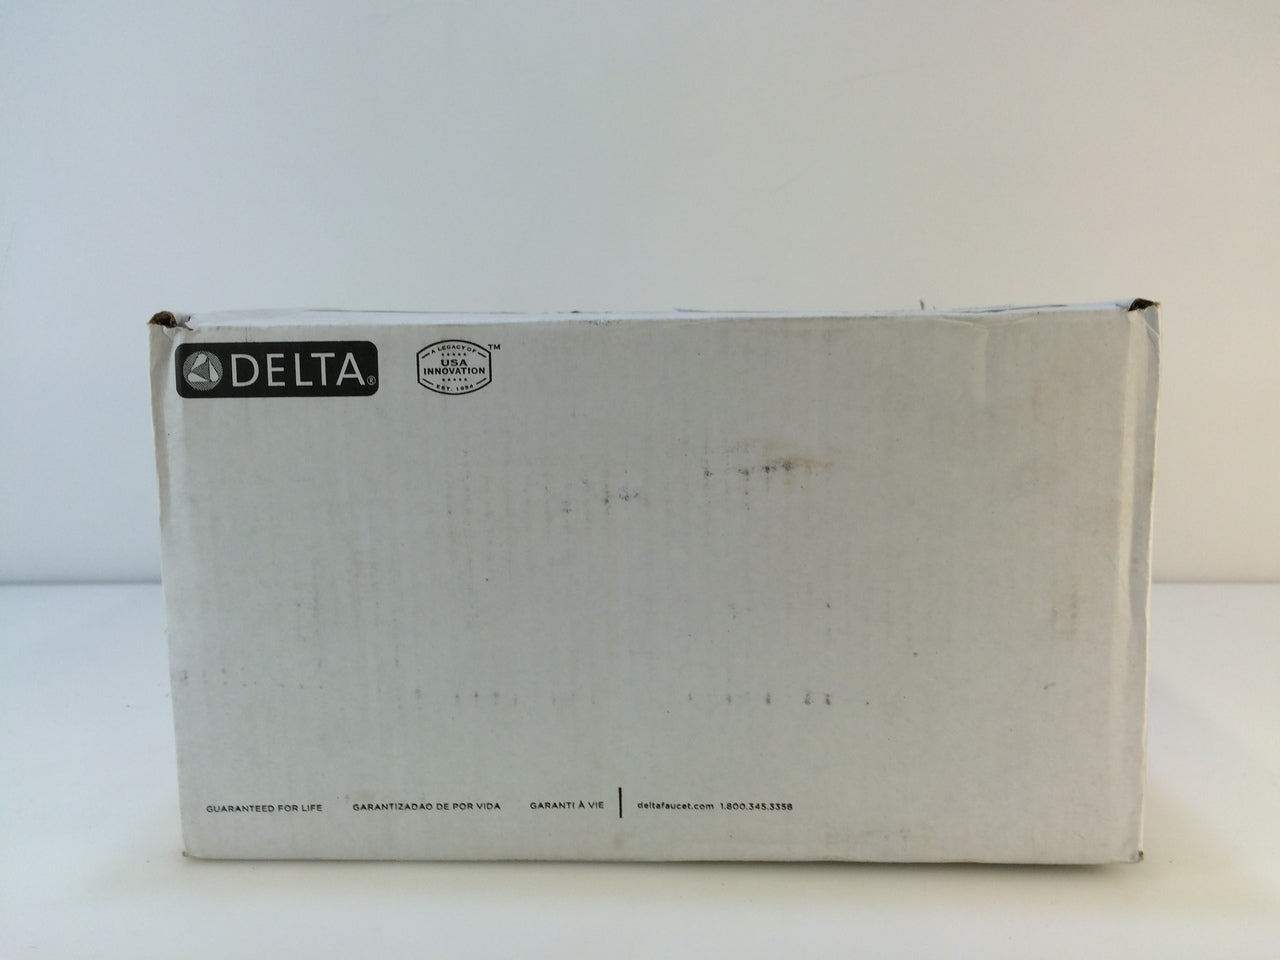 DELTA®
A LEGACY OF
USA
INNOVATION
EST. 1954
™
GUARANTEED FOR LIFE GARANTIZADAO DE POR VIDA GARANTI À VIE deltafaucet.com 1.800.345.3358